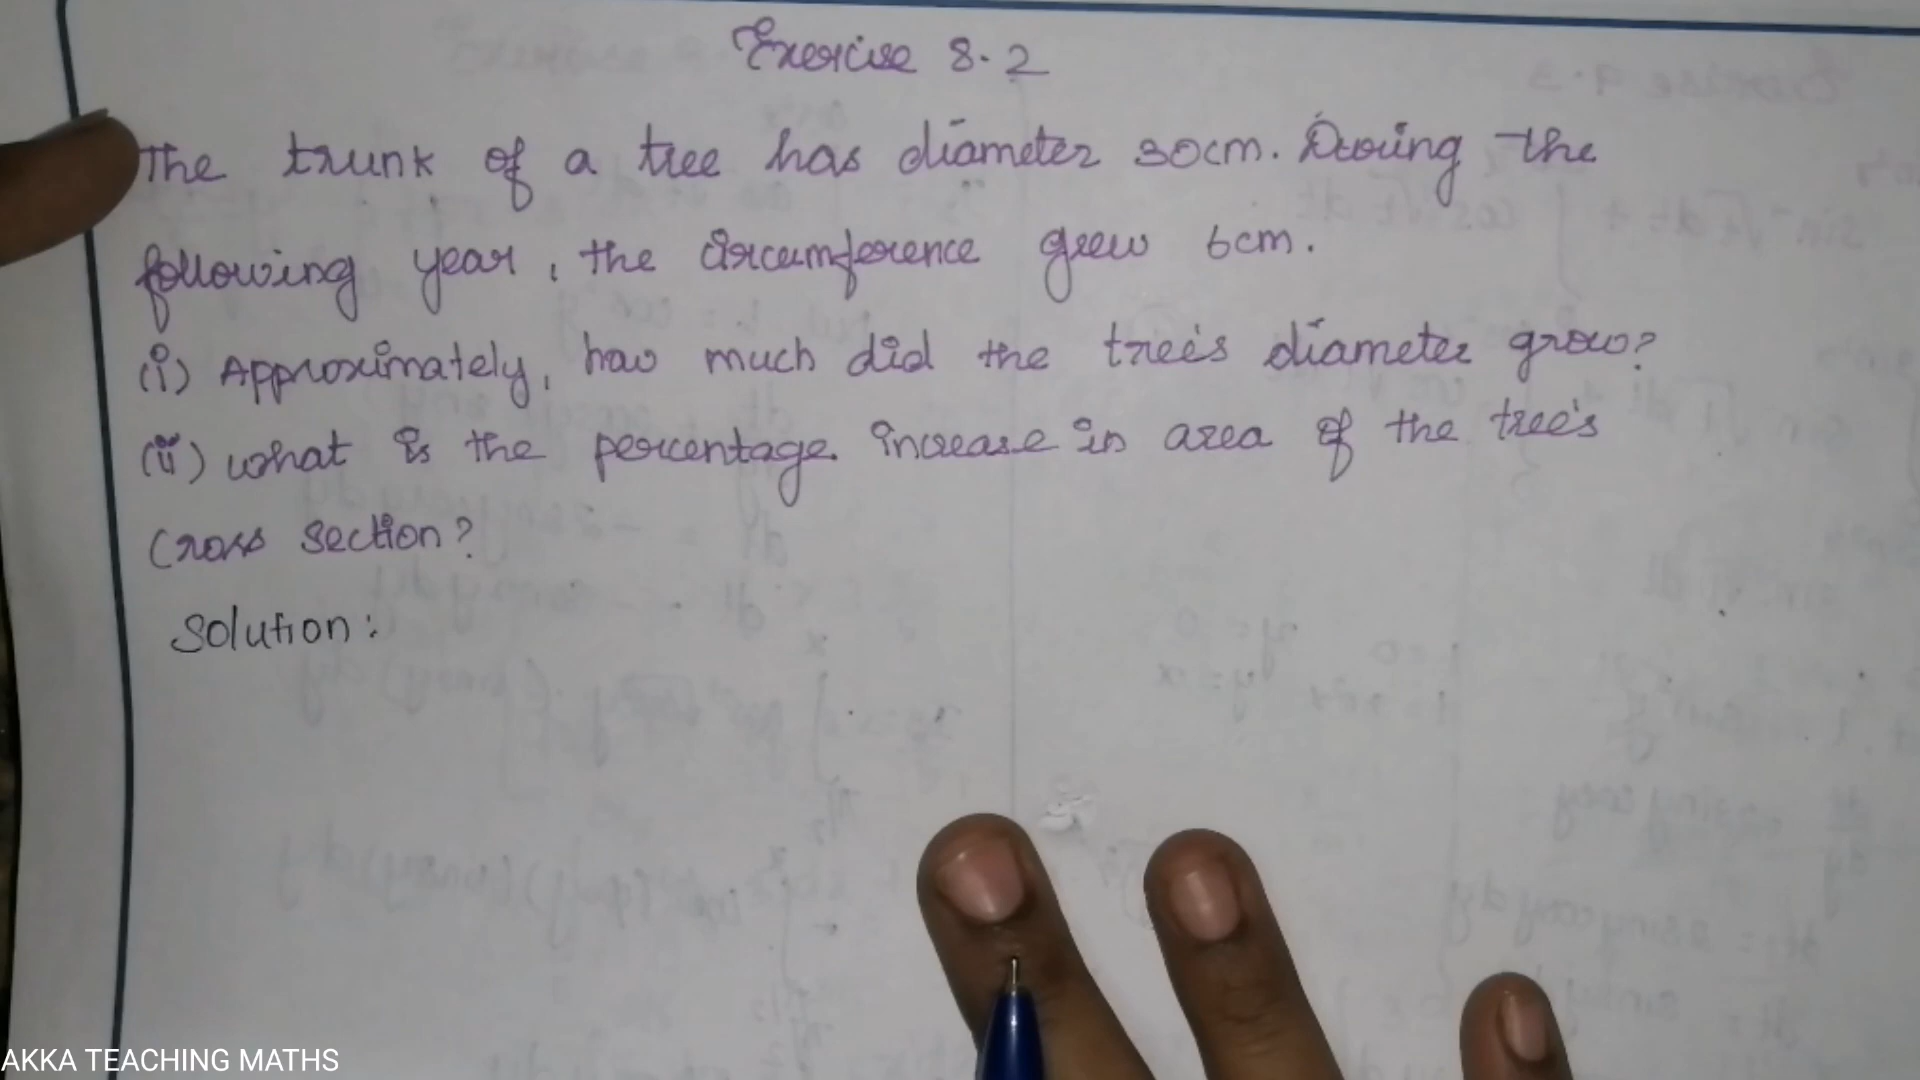 Exercise 8.2
The trunk of a tree has diameter 30cm. During the
following year, the circumference grew 6cm.
(i) Approximately, how much did the tree's diameter grow?
(ii) what is the percentage increase in area of the tree's
cross section?
Solution:
AKKA TEACHING MATHS